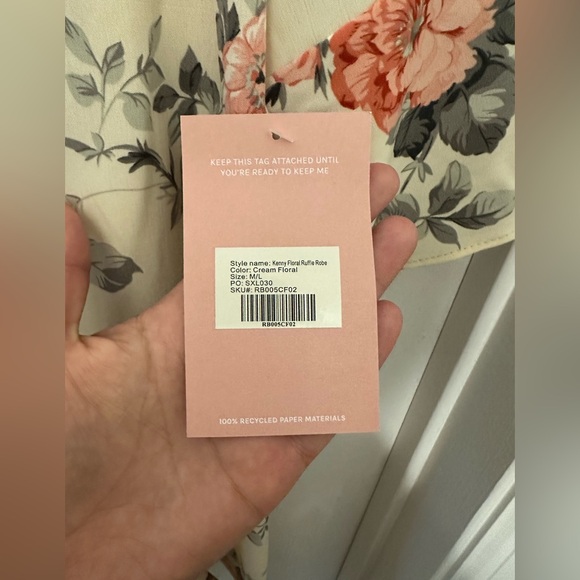 KEEP THIS TAG ATTACHED UNTIL
YOU'RE READY TO KEEP ME
Style name: Kenny Floral Ruffle Robe
Color: Cream Floral
Size: M/L
PO: SXL030
SKU#: RB005CF02
RB005CF02
100% RECYCLED PAPER MATERIALS